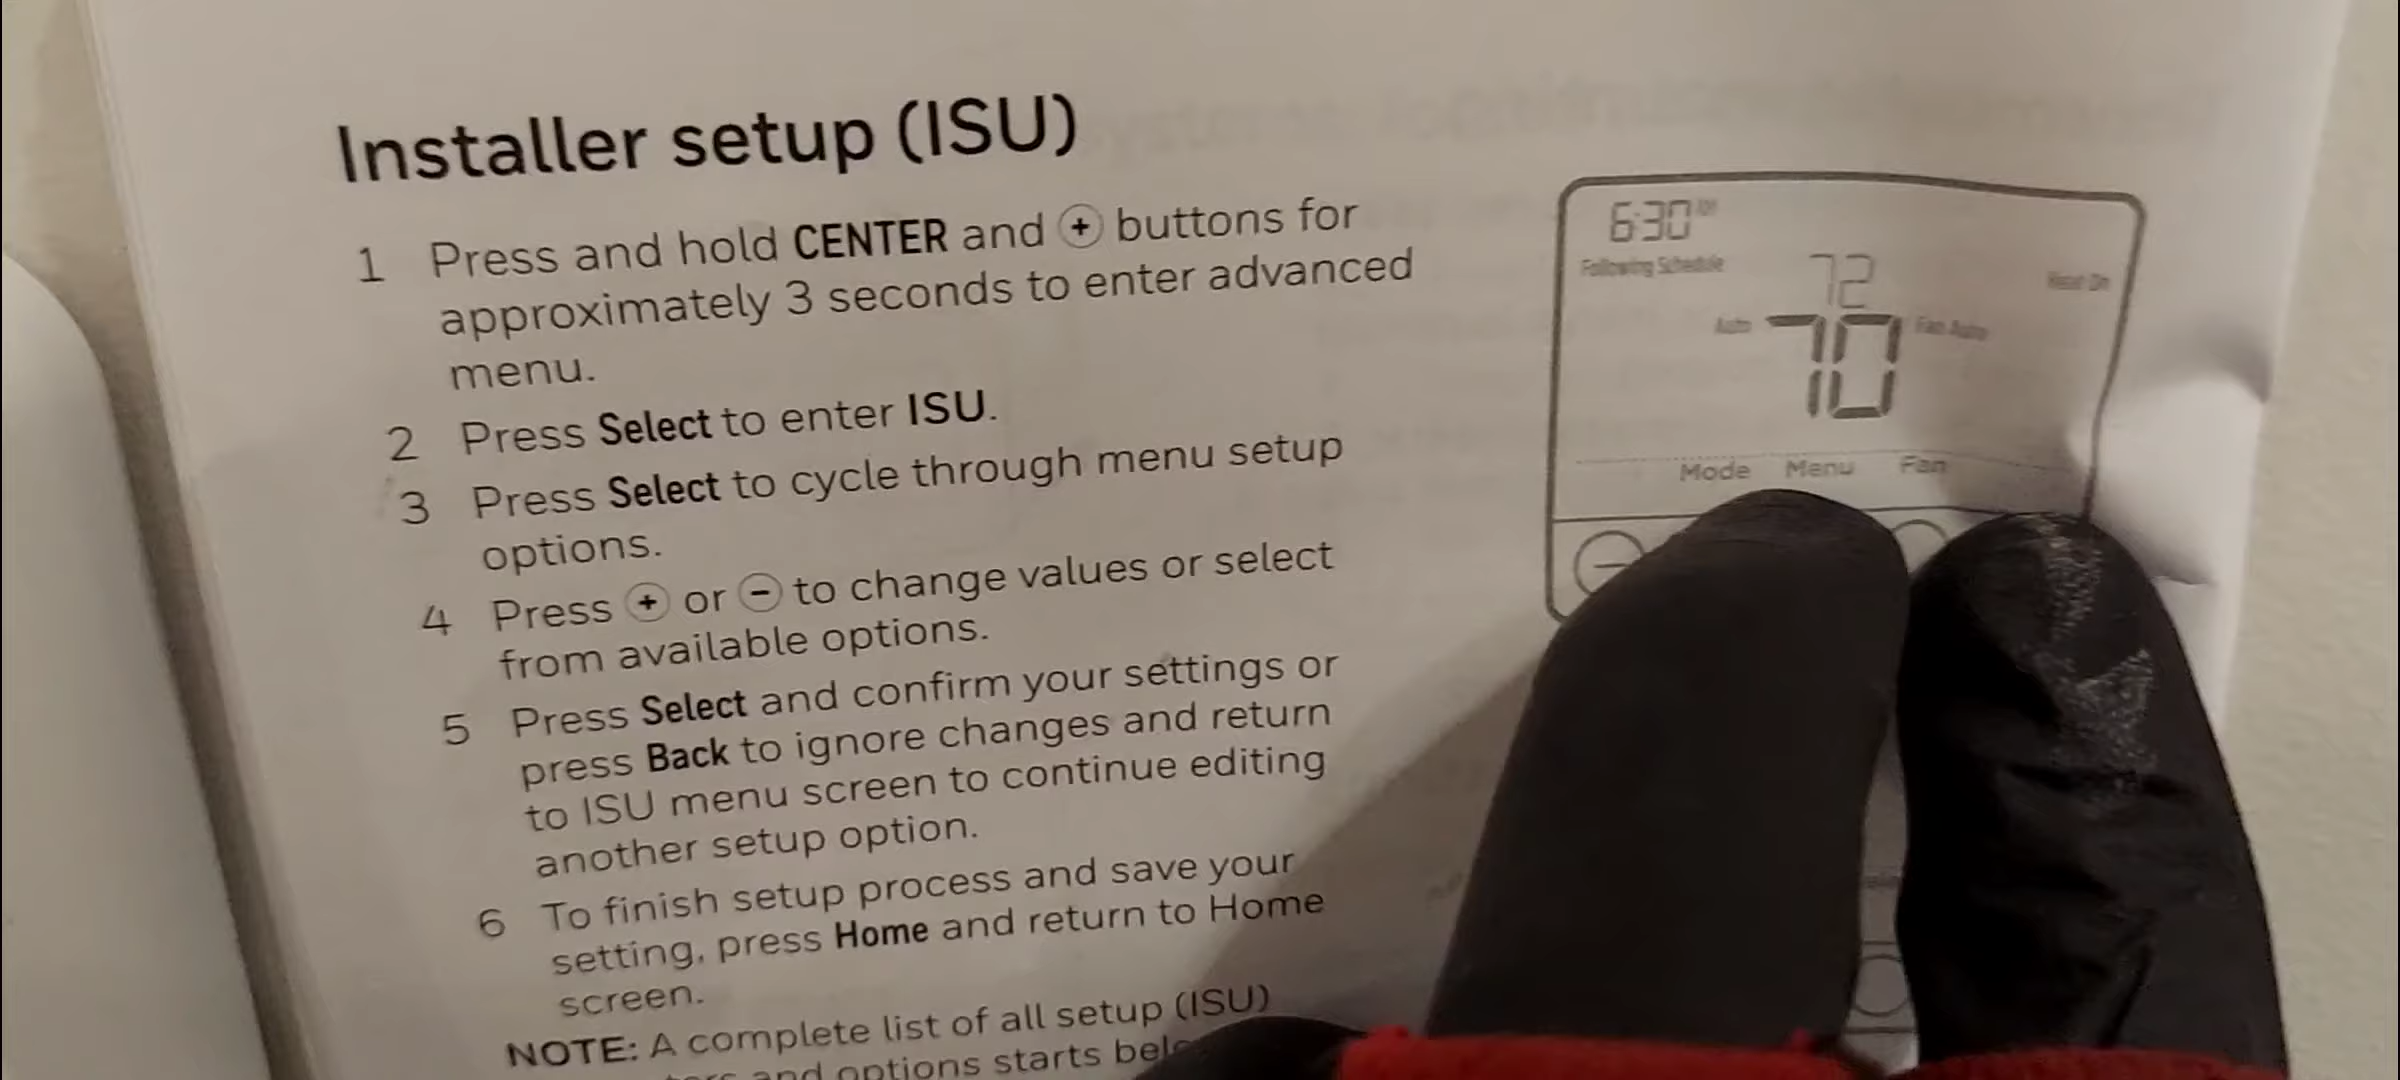 Installer setup (ISU)
1 Press and hold CENTER and + buttons for
approximately 3 seconds to enter advanced
menu.
2 Press Select to enter ISU.
3 Press Select to cycle through menu setup
options.
4 Press + or - to change values or select
from available options.
5 Press Select and confirm your settings or
press Back to ignore changes and return
to ISU menu screen to continue editing
another setup option.
6 To finish setup process and save your
setting, press Home and return to Home
screen.
NOTE: A complete list of all setup (ISU)
and options starts
6:30
Following Schedule
72
Heat On
Auto 70 Fan Auto
Mode Menu Fan